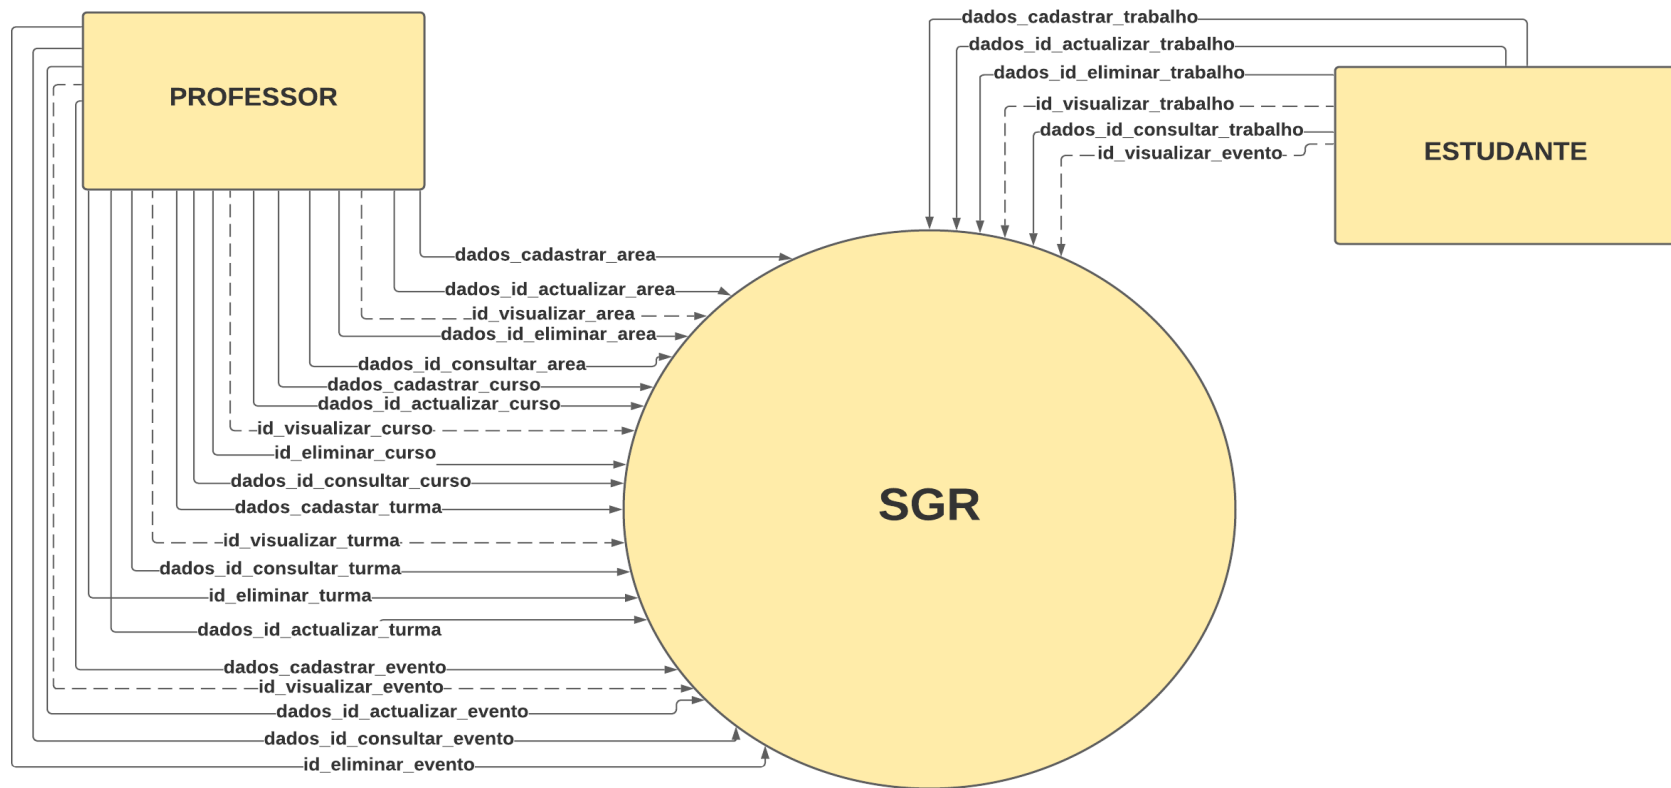 PROFESSOR
dados_cadastrar_trabalho
dados_id_actualizar_trabalho
dados_id_eliminar_trabalho
id_visualizar_trabalho
dados_id_consultar_trabalho
id_visualizar_evento
ESTUDANTE
dados_cadastrar_area
dados_id_actualizar_area
id_visualizar_area
dados_id_eliminar_area
dados_id_consultar_area
dados_cadastrar_curso
dados_id_actualizar_curso
id_visualizar_curso
id_eliminar_curso
dados_id_consultar_curso
dados_cadastar_turma
id_visualizar_turma
dados_id_consultar_turma
id_eliminar_turma
dados_id_actualizar_turma
dados_cadastrar_evento
id_visualizar_evento
dados_id_actualizar_evento
dados_id_consultar_evento
id_eliminar_evento
SGR